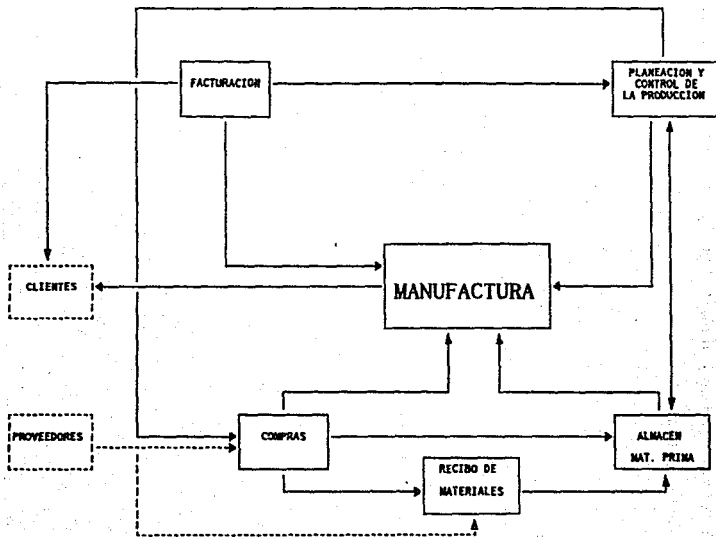 FACTURACION
PLANEACION Y
CONTROL DE
LA PRODUCCION
CLIENTES
MANUFACTURA
PROVEEDORES
COMPRAS
ALMACEN
MAT. PRIMA
RECIBO DE
MATERIALES